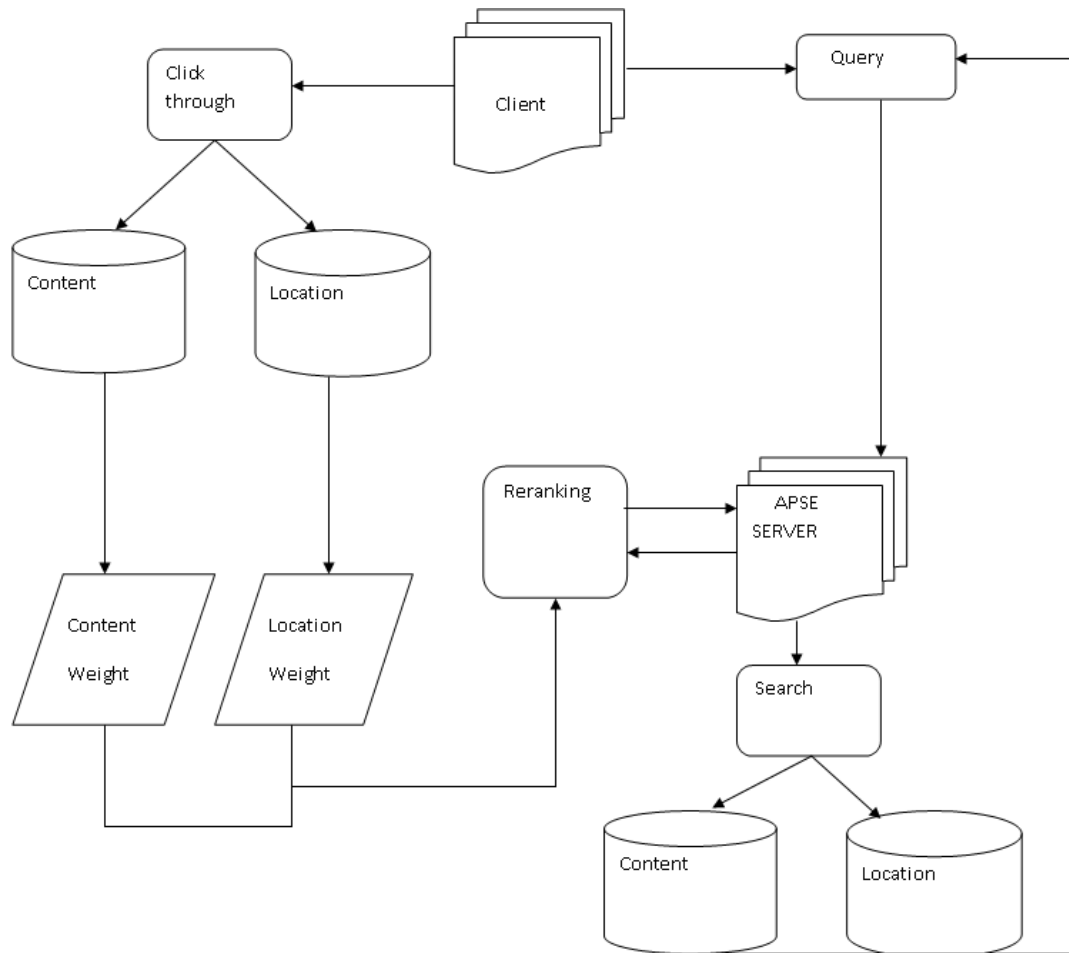 Click
through
Client
Query
Content
Location
Reranking
APSE
SERVER
Content
Weight
Location
Weight
Search
Content
Location